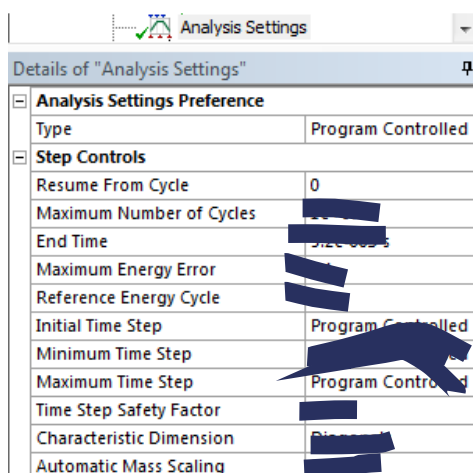 Analysis Settings
Details of "Analysis Settings"
Analysis Settings Preference
Type Program Controlled
Step Controls
Resume From Cycle 0
Maximum Number of Cycles
End Time
Maximum Energy Error
Reference Energy Cycle
Initial Time Step Program Controlled
Minimum Time Step
Maximum Time Step Program Controlled
Time Step Safety Factor
Characteristic Dimension
Automatic Mass Scaling